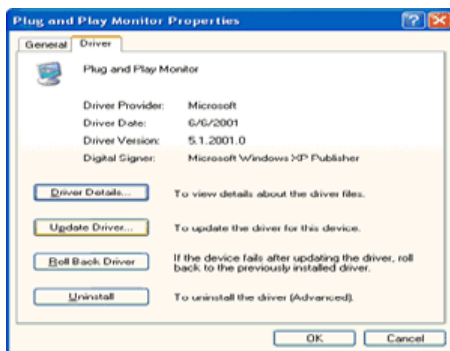 Plug and Play Monitor Properties
General Driver
Plug and Play Monitor
Driver Provider: Microsoft
Driver Date: 6/6/2001
Driver Version: 5.1.2001.0
Digital Signer: Microsoft Windows XP Publisher
Driver Details... To view details about the driver files.
Update Driver... To update the driver for this device.
Roll Back Driver If the device fails after updating the driver, roll
back to the previously installed driver.
Uninstall To uninstall the driver (Advanced).
OK Cancel